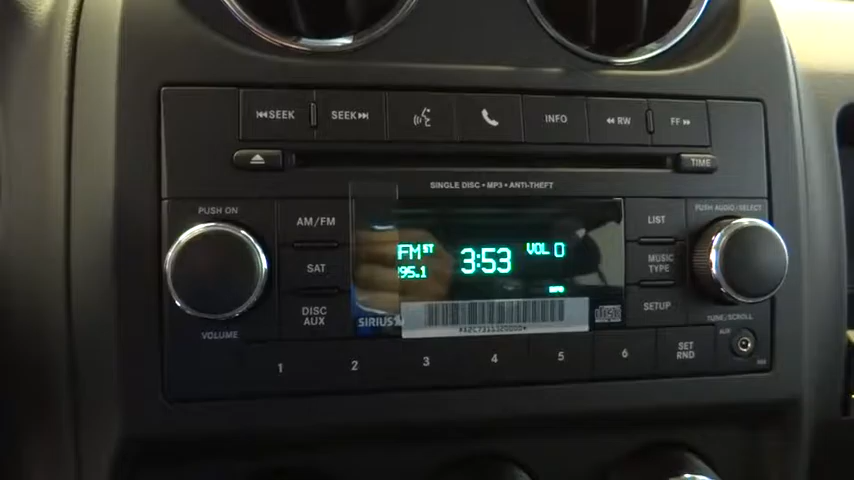 SEEK
SEEK
INFO
RW
FF
TIME
SINGLE DISC • MP3 • ANTI-THEFT
PUSH ON
AM/FM
SAT
DISC
AUX
VOLUME
FM ST
95.1
3:53
VOL 0
INFO
SIRIUS
LIST
MUSIC
TYPE
SETUP
PUSH AUDIO/SELECT
TUNE/SCROLL
AUX
1
2
3
4
5
6
SET
RND